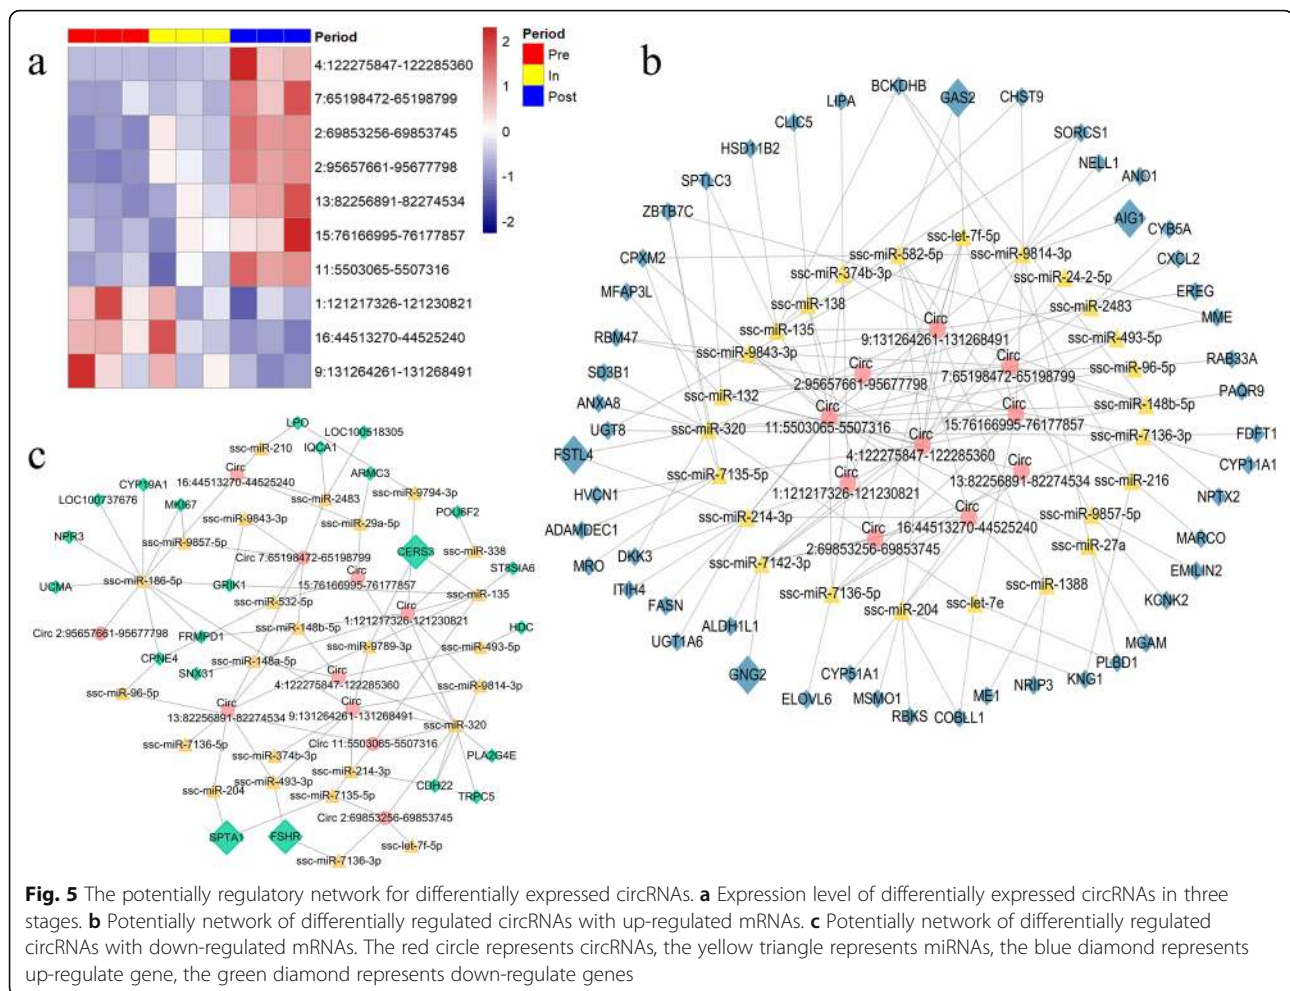 a
Period
4:122275847-122285360
7:65198472-65198799
2:69853256-69853745
2:95657661-95677798
13:82256891-82274534
15:76166995-76177857
11:5503065-5507316
1:121217326-121230821
16:44513270-44525240
9:131264261-131268491
2
1
0
-1
-2
Period
Pre
In
Post
b
BCKDHB
GAS2
CHST9
LIPA
CLIC5
SORCS1
HSD11B2
NELL1
SPTLC3
ANO1
ZBTB7C
AIG1
CYB5A
CPXM2
CXCL2
MFAP3L
EREG
RBM47
MME
SD3B1
RAB33A
ANXA8
PAQR9
UGT8
FDFT1
FSTL4
CYP11A1
HVCN1
NPTX2
ADAMDEC1
MARCO
MRO
DKK3
EMILIN2
ITIH4
KCNK2
FASN
MGAM
UGT1A6
ALDH1L1
PLBD1
GNG2
KNG1
ELOVL6
CYP51A1
MSMO1
RBKS
COBLL1
ME1
NRIP3
ssc-let-7f-5p
ssc-miR-582-5p
ssc-miR-9814-3p
ssc-miR-374b-3p
ssc-miR-24-2-5p
ssc-miR-138
ssc-miR-2483
ssc-miR-135
ssc-miR-493-5p
ssc-miR-9843-3p
ssc-miR-96-5p
ssc-miR-132
ssc-miR-148b-5p
ssc-miR-320
ssc-miR-7136-3p
ssc-miR-7135-5p
ssc-miR-216
ssc-miR-214-3p
ssc-miR-9857-5p
ssc-miR-27a
ssc-miR-7142-3p
ssc-miR-1388
ssc-miR-7136-5p
ssc-miR-204
ssc-let-7e
Circ
9:131264261-131268491
Circ
2:95657661-95677798
Circ
7:65198472-65198799
Circ
11:5503065-5507316
Circ
15:76166995-76177857
Circ
4:122275847-122285360
Circ
1:121217326-121230821
Circ
13:82256891-82274534
Circ
16:44513270-44525240
Circ
2:69853256-69853745
c
LPO
LOC100518305
ssc-miR-210
IQCA1
Circ
16:44513270-44525240
ARMC3
CYP19A1
LOC100737676
MKI67
ssc-miR-2483
ssc-miR-9794-3p
POU6F2
ssc-miR-9843-3p
ssc-miR-29a-5p
NPR3
ssc-miR-9857-5p
CERS3
ssc-miR-338
Circ 7:65198472-65198799
ST8SIA6
ssc-miR-186-5p
Circ
15:76166995-76177857
UCMA
GRIK1
ssc-miR-135
ssc-miR-532-5p
Circ
1:121217326-121230821
Circ 2:95657661-95677798
FRMPD1
ssc-miR-148b-5p
HDC
CPNE4
ssc-miR-9789-3p
ssc-miR-493-5p
SNX31
ssc-miR-148a-5p
Circ
4:122275847-122285360
ssc-miR-96-5p
ssc-miR-9814-3p
Circ
13:82256891-82274534
Circ
9:131264261-131268491
ssc-miR-320
ssc-miR-7136-5p
Circ 11:5503065-5507316
ssc-miR-374b-3p
PLA2G4E
ssc-miR-214-3p
ssc-miR-204
ssc-miR-493-3p
CDH22
ssc-miR-7135-5p
TRPC5
Circ 2:69853256-69853745
SPTA1
FSHR
ssc-let-7f-5p
ssc-miR-7136-3p
Fig. 5 The potentially regulatory network for differentially expressed circRNAs. a Expression level of differentially expressed circRNAs in three
stages. b Potentially network of differentially regulated circRNAs with up-regulated mRNAs. c Potentially network of differentially regulated
circRNAs with down-regulated mRNAs. The red circle represents circRNAs, the yellow triangle represents miRNAs, the blue diamond represents
up-regulate gene, the green diamond represents down-regulate genes